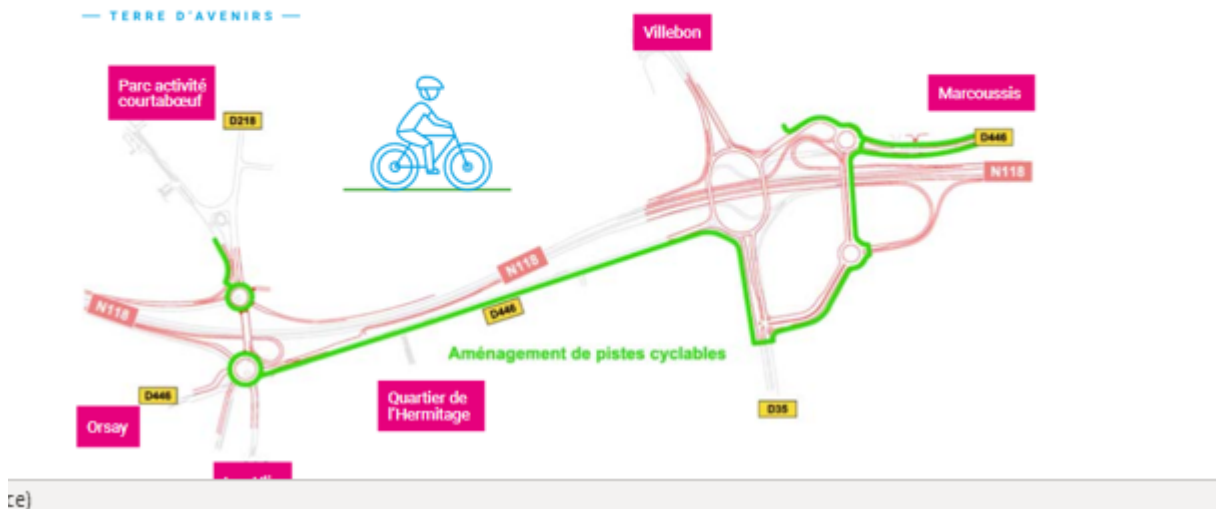 — TERRE D'AVENIRS —
Villebon
Parc activité
courtabœuf
Marcoussis
D218
D446
N118
N118
N118
D446
Aménagement de pistes cyclables
D446
Quartier de
l'Hermitage
D35
Orsay
ce)